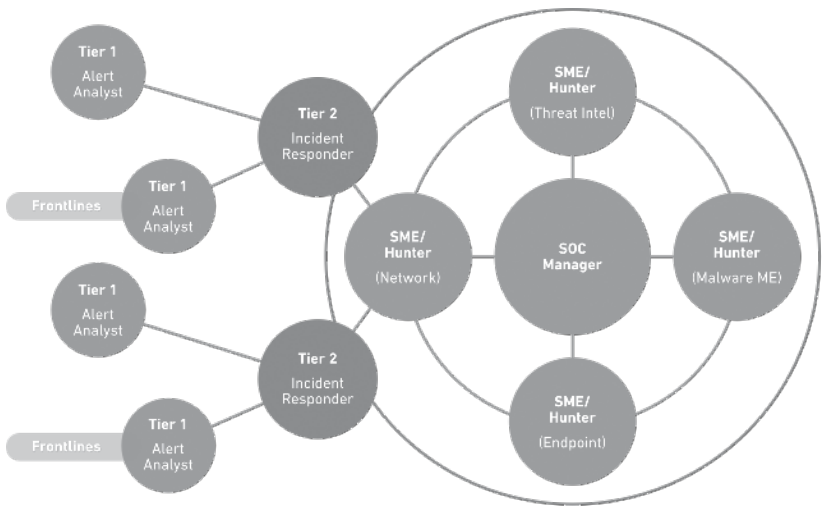 Tier 1
Alert
Analyst
Tier 2
Incident
Responder
Frontlines
Tier 1
Alert
Analyst
Tier 1
Alert
Analyst
Tier 2
Incident
Responder
Frontlines
Tier 1
Alert
Analyst
SME/
Hunter
(Threat Intel)
SME/
Hunter
(Network)
SOC
Manager
SME/
Hunter
(Malware ME)
SME/
Hunter
(Endpoint)